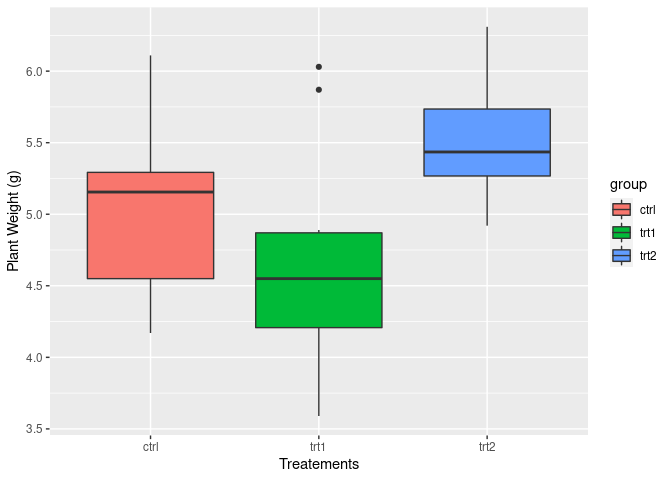 Plant Weight (g)
6.0
5.5
5.0
4.5
4.0
3.5
ctrl trt1 trt2
Treatements
group
ctrl
trt1
trt2